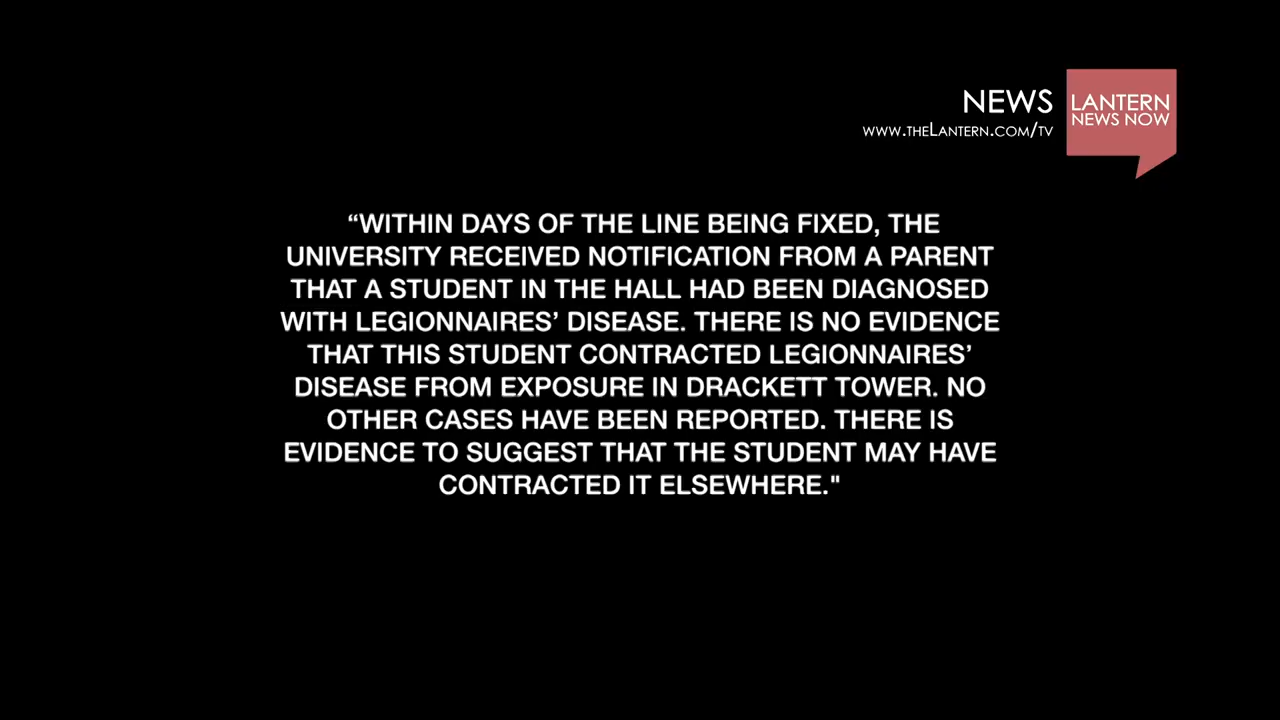 NEWS
www.theLantern.com/tv
LANTERN
NEWS NOW
“WITHIN DAYS OF THE LINE BEING FIXED, THE
UNIVERSITY RECEIVED NOTIFICATION FROM A PARENT
THAT A STUDENT IN THE HALL HAD BEEN DIAGNOSED
WITH LEGIONNAIRES’ DISEASE. THERE IS NO EVIDENCE
THAT THIS STUDENT CONTRACTED LEGIONNAIRES’
DISEASE FROM EXPOSURE IN DRACKETT TOWER. NO
OTHER CASES HAVE BEEN REPORTED. THERE IS
EVIDENCE TO SUGGEST THAT THE STUDENT MAY HAVE
CONTRACTED IT ELSEWHERE."